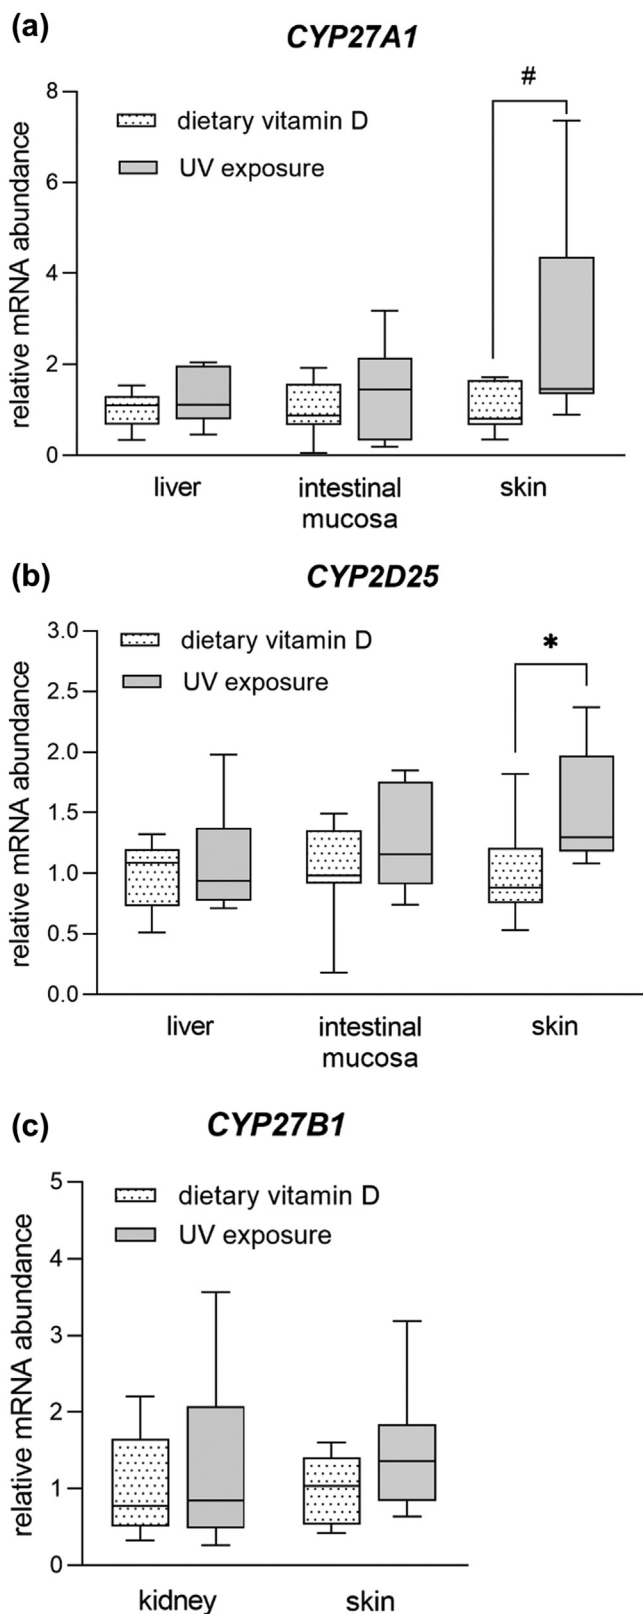 (a)
CYP27A1
relative mRNA abundance
8
6
4
2
0
dietary vitamin D
UV exposure
#
liver
intestinal
mucosa
skin
(b)
CYP2D25
relative mRNA abundance
3.0
2.5
2.0
1.5
1.0
0.5
0.0
dietary vitamin D
UV exposure
*
liver
intestinal
mucosa
skin
(c)
CYP27B1
relative mRNA abundance
5
4
3
2
1
0
dietary vitamin D
UV exposure
kidney
skin